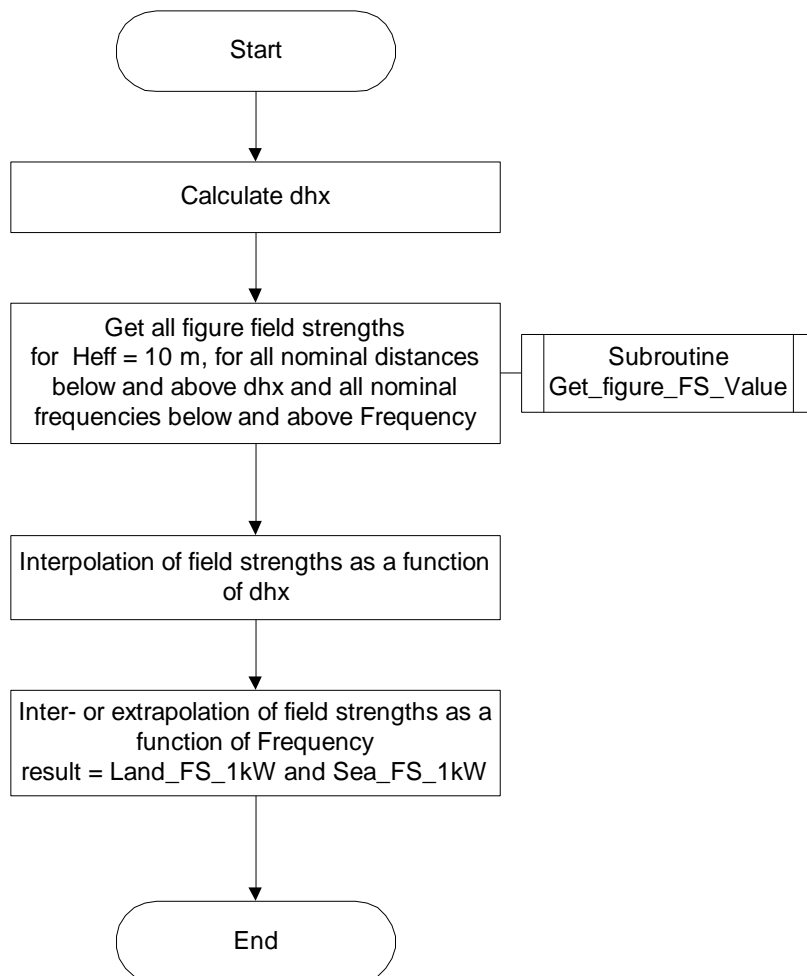 Start
Calculate dhx
Get all figure field strengths
for Heff = 10 m, for all nominal distances
below and above dhx and all nominal
frequencies below and above Frequency
Subroutine
Get_figure_FS_Value
Interpolation of field strengths as a function
of dhx
Inter- or extrapolation of field strengths as a
function of Frequency
result = Land_FS_1kW and Sea_FS_1kW
End